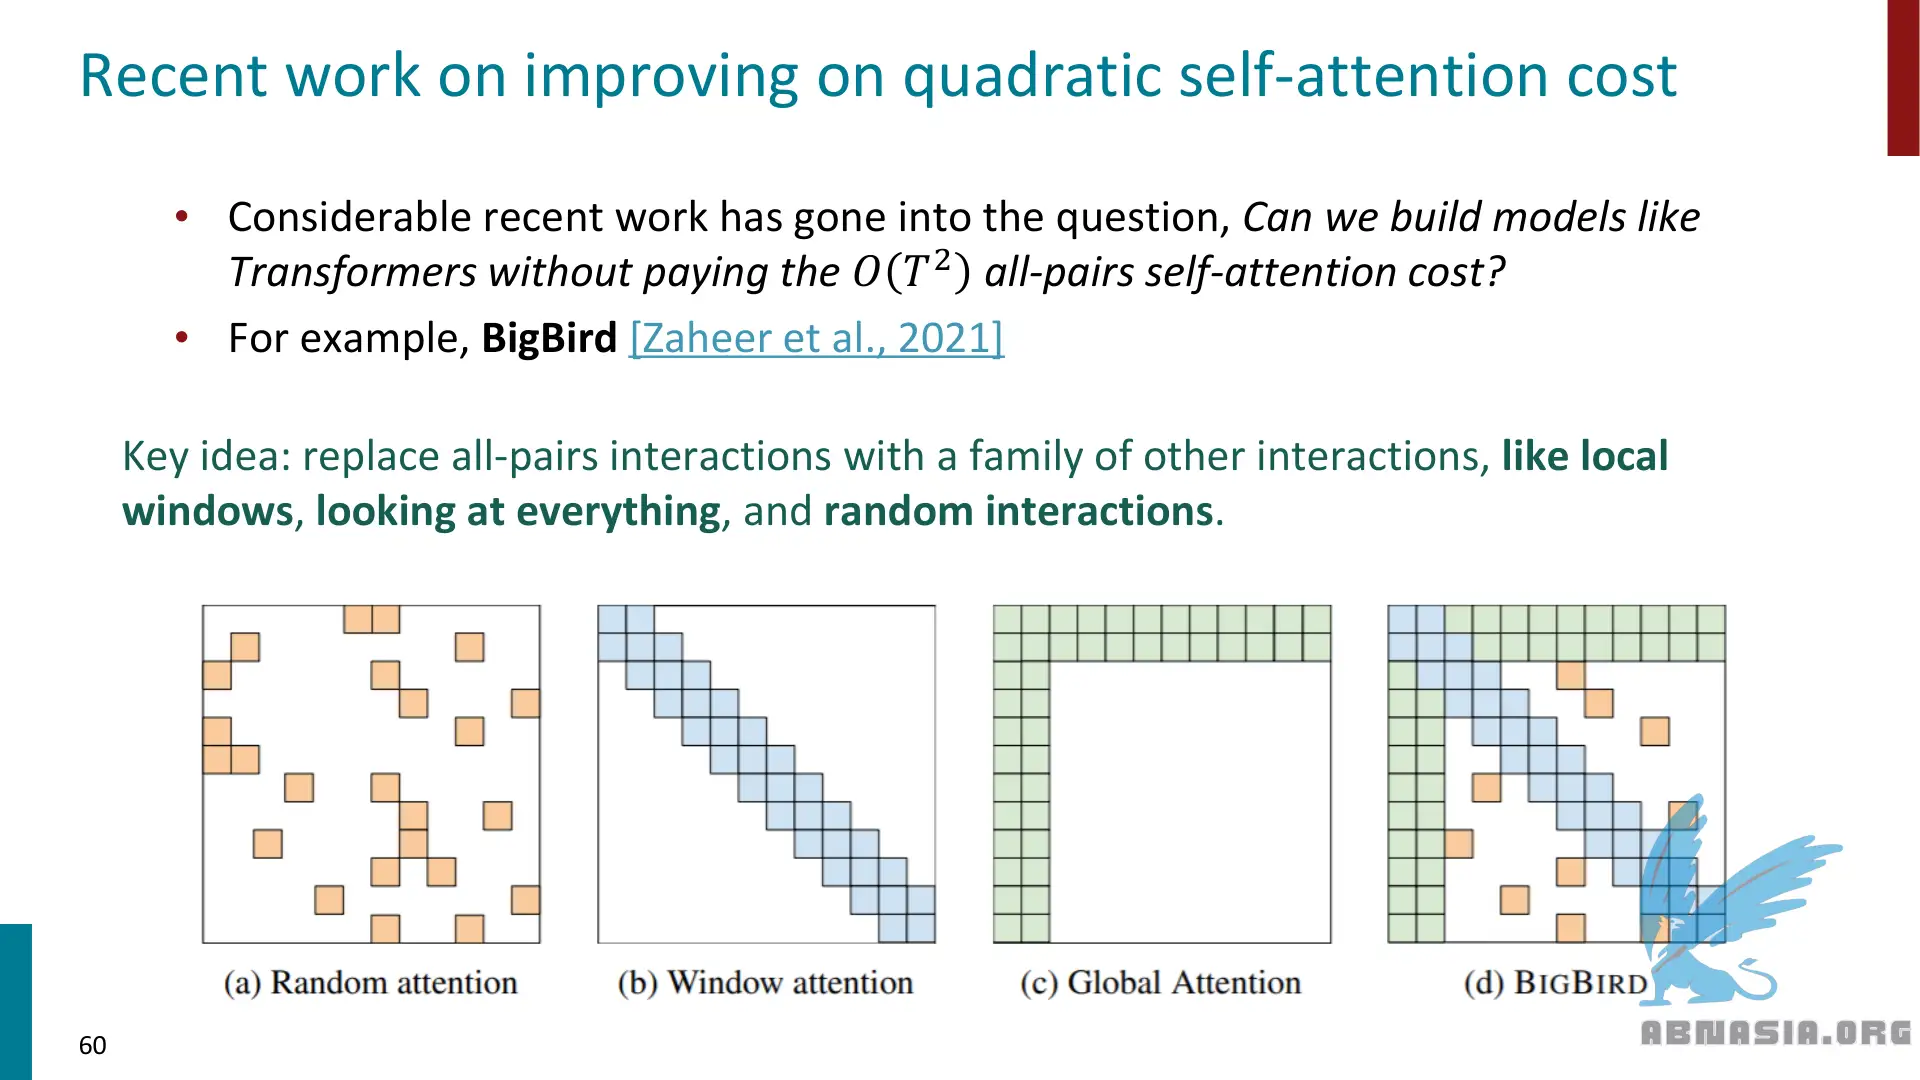 Recent work on improving on quadratic self-attention cost
• Considerable recent work has gone into the question, Can we build models like
Transformers without paying the 𝑂(𝑇²) all-pairs self-attention cost?
• For example, BigBird [Zaheer et al., 2021]
Key idea: replace all-pairs interactions with a family of other interactions, like local
windows, looking at everything, and random interactions.
(a) Random attention
(b) Window attention
(c) Global Attention
(d) BIGBIRD
60
ABNASIA.ORG